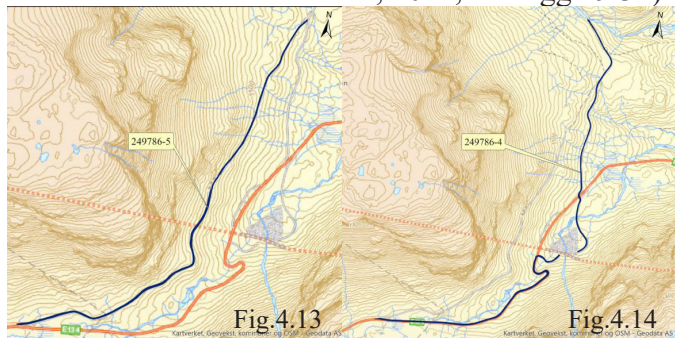 N
N
249786-5
249786-4
Fig.4.13
Fig.4.14
E134
Kartverket, Geovekst, kommuner og OSM - Geodata AS
Kartverket, Geovekst, kommuner og OSM - Geodata AS